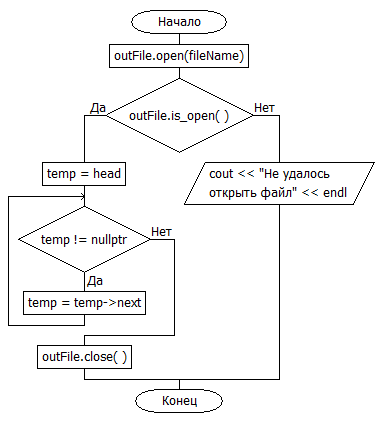 Начало
outFile.open(fileName)
Да
Нет
outFile.is_open( )
temp = head
cout << "Не удалось
открыть файл" << endl
temp != nullptr
Нет
Да
temp = temp->next
outFile.close( )
Конец